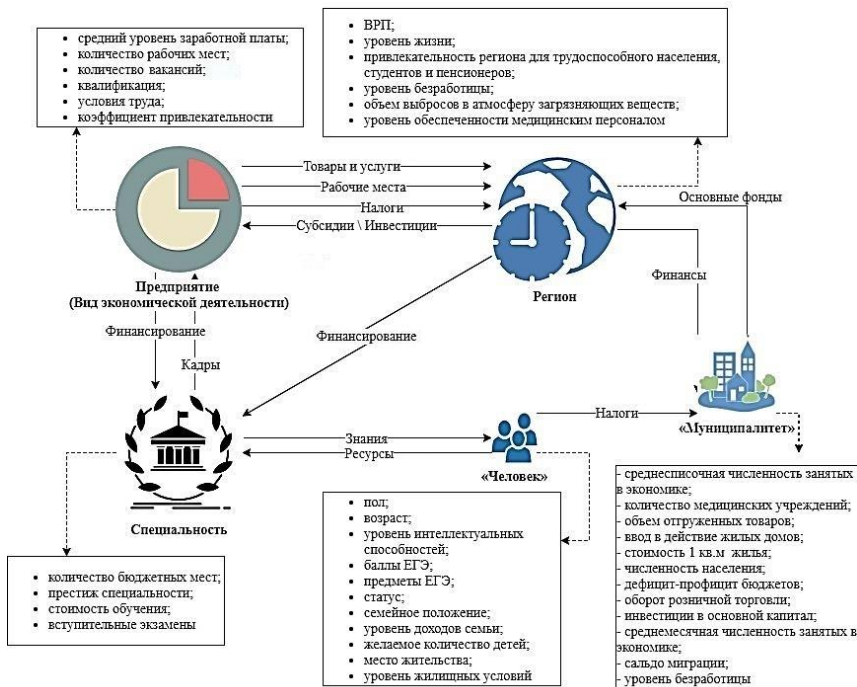 • средний уровень заработной платы;
• количество рабочих мест;
• количество вакансий;
• квалификация;
• условия труда;
• коэффициент привлекательности
• ВРП;
• уровень жизни;
• привлекательность региона для трудоспособного населения,
студентов и пенсионеров;
• уровень безработицы;
• объем выбросов в атмосферу загрязняющих веществ;
• уровень обеспеченности медицинским персоналом
Товары и услуги
Рабочие места
Налоги
Субсидии \ Инвестиции
Основные фонды
Предприятие
(Вид экономической деятельности)
Регион
Финансы
Финансирование
Финансирование
Кадры
Налоги
«Муниципалитет»
Знания
Ресурсы
«Человек»
Специальность
• количество бюджетных мест;
• престиж специальности;
• стоимость обучения;
• вступительные экзамены
• пол;
• возраст;
• уровень интеллектуальных
способностей;
• баллы ЕГЭ;
• предметы ЕГЭ;
• статус;
• семейное положение;
• уровень доходов семьи;
• желаемое количество детей;
• место жительства;
• уровень жилищных условий
- среднесписочная численность занятых
в экономике;
- количество медицинских учреждений;
- объем отгруженных товаров;
- ввод в действие жилых домов;
- стоимость 1 кв.м жилья;
- численность населения;
- дефицит-профицит бюджетов;
- оборот розничной торговли;
- инвестиции в основной капитал;
- среднемесячная численность занятых в
экономике;
- сальдо миграции;
- уровень безработицы